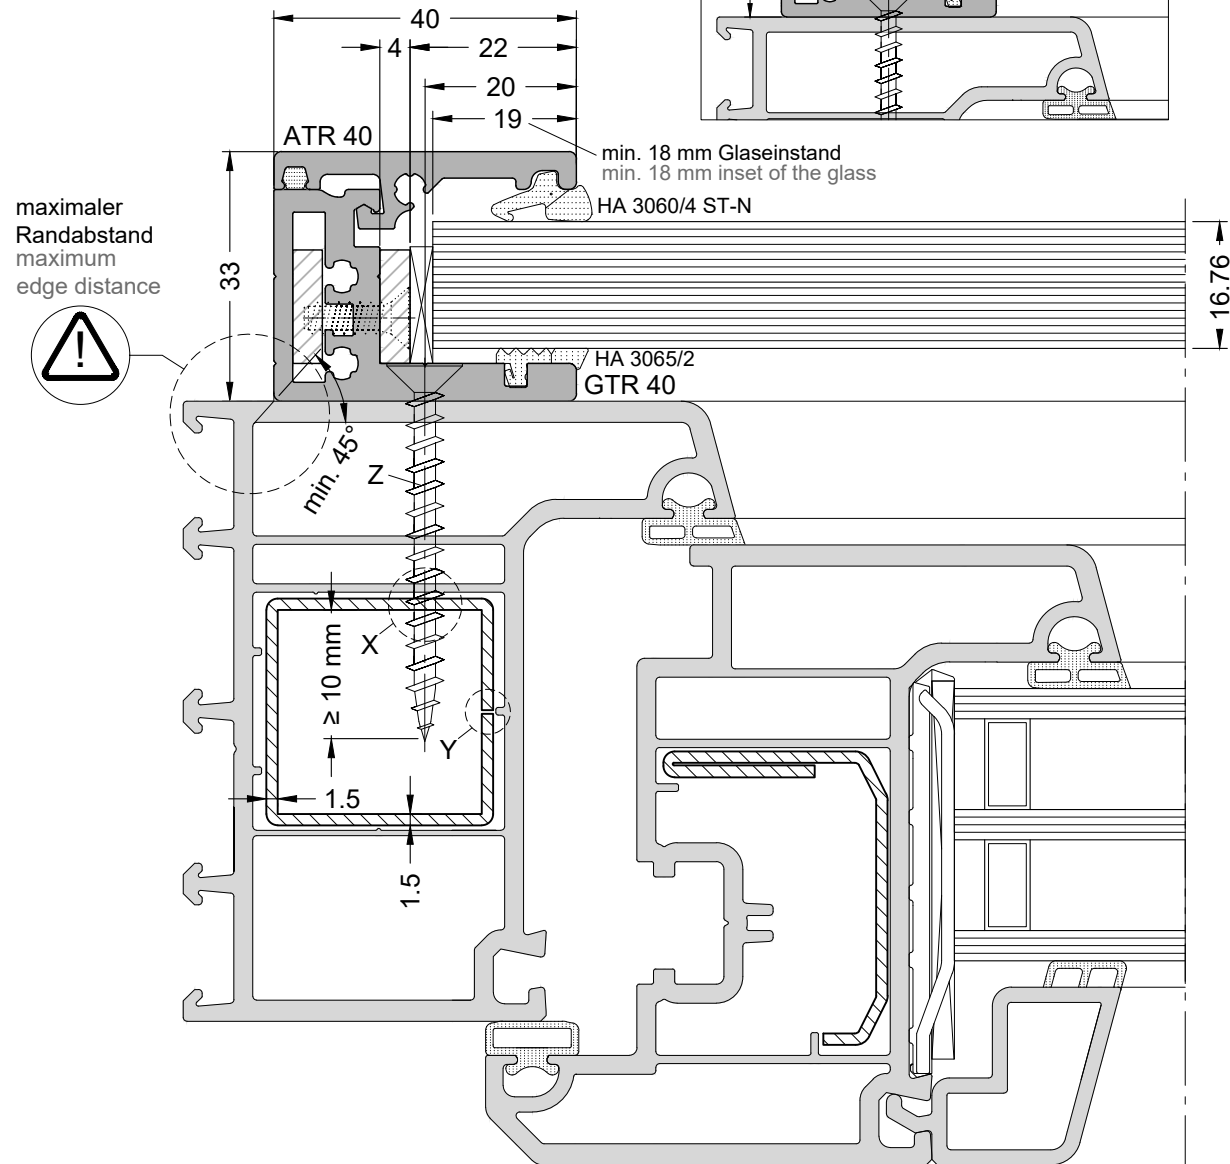 40
4
22
20
19
ATR 40
min. 18 mm Glaseinstand
min. 18 mm inset of the glass
HA 3060/4 ST-N
maximaler
Randabstand
maximum
edge distance
!
33
16.76
HA 3065/2
GTR 40
min. 45°
Z
X
≥ 10 mm
Y
1.5
1.5